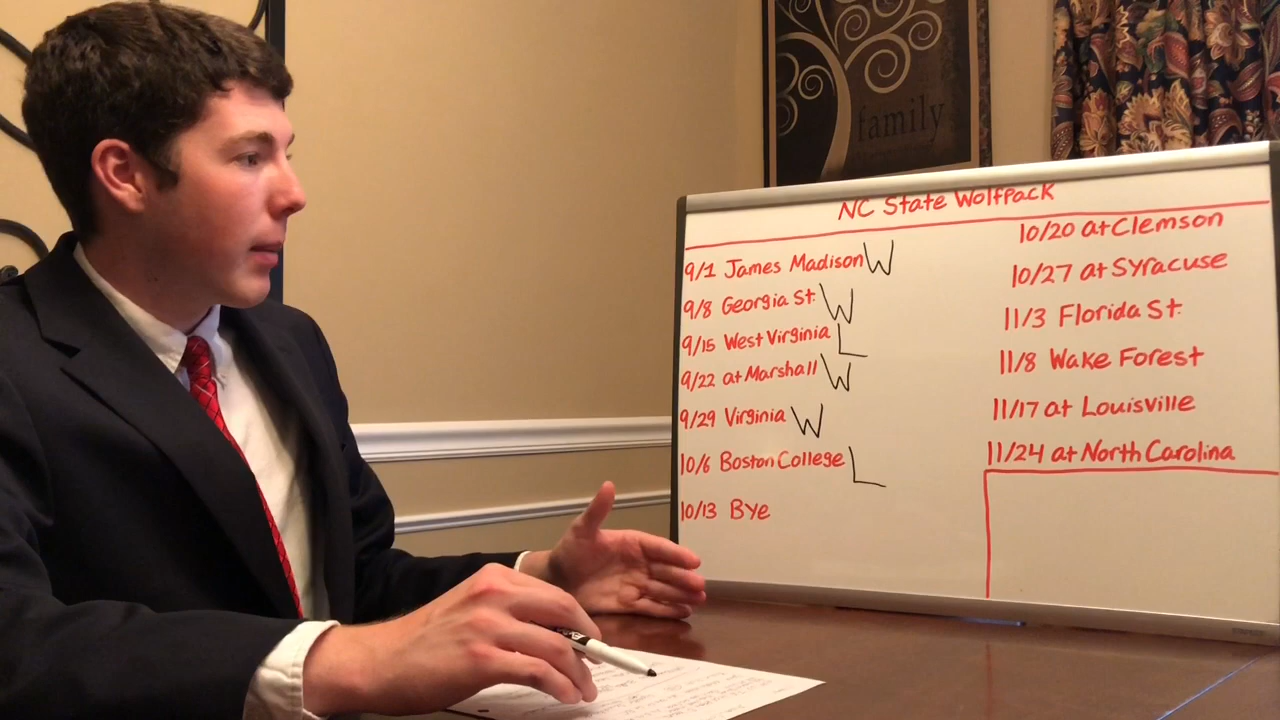 family
NC State Wolfpack
9/1 James Madison W
9/8 Georgia St. W
9/15 West Virginia L
9/22 at Marshall W
9/29 Virginia W
10/6 Boston College L
10/13 Bye
10/20 at Clemson
10/27 at Syracuse
11/3 Florida St.
11/8 Wake Forest
11/17 at Louisville
11/24 at North Carolina